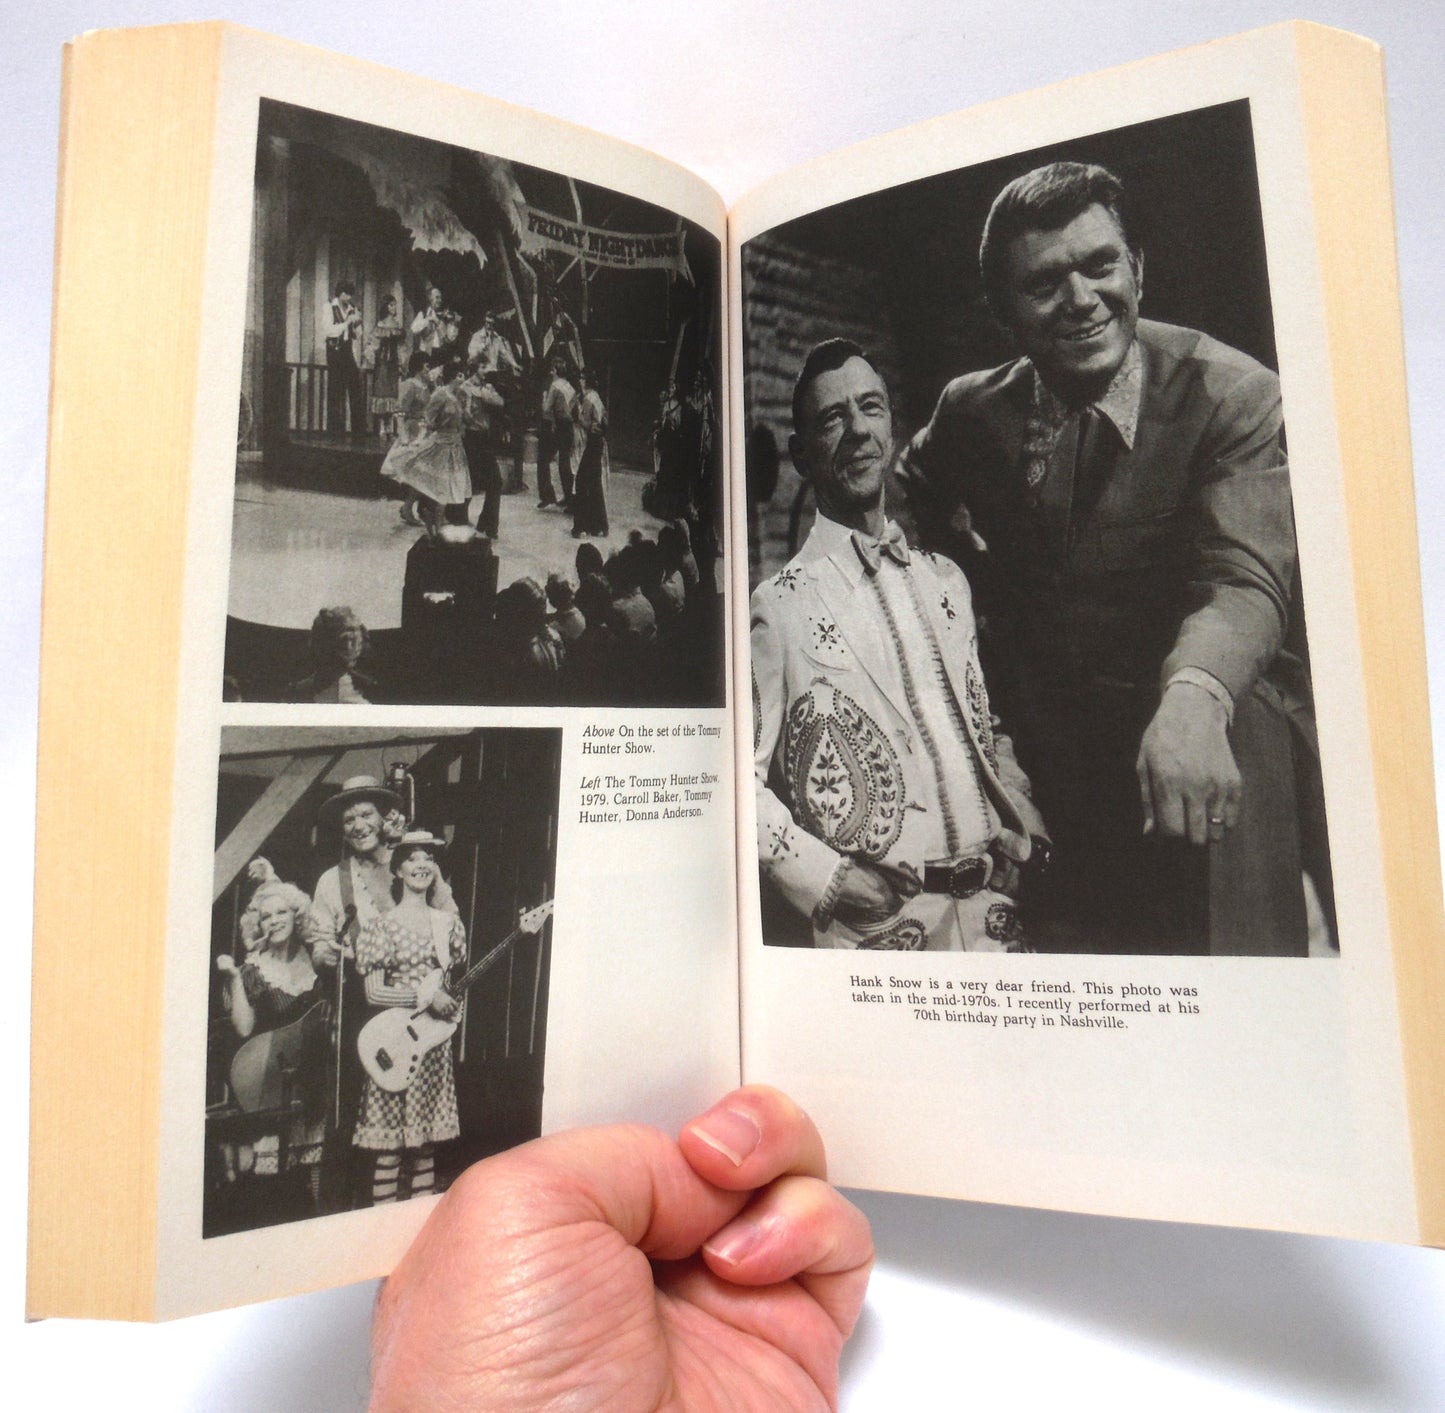 FRIDAY NIGHT DANCE
Above On the set of the Tommy
Hunter Show.
Left The Tommy Hunter Show,
1979. Carroll Baker, Tommy
Hunter, Donna Anderson.
Hank Snow is a very dear friend. This photo was
taken in the mid-1970s. I recently performed at his
70th birthday party in Nashville.